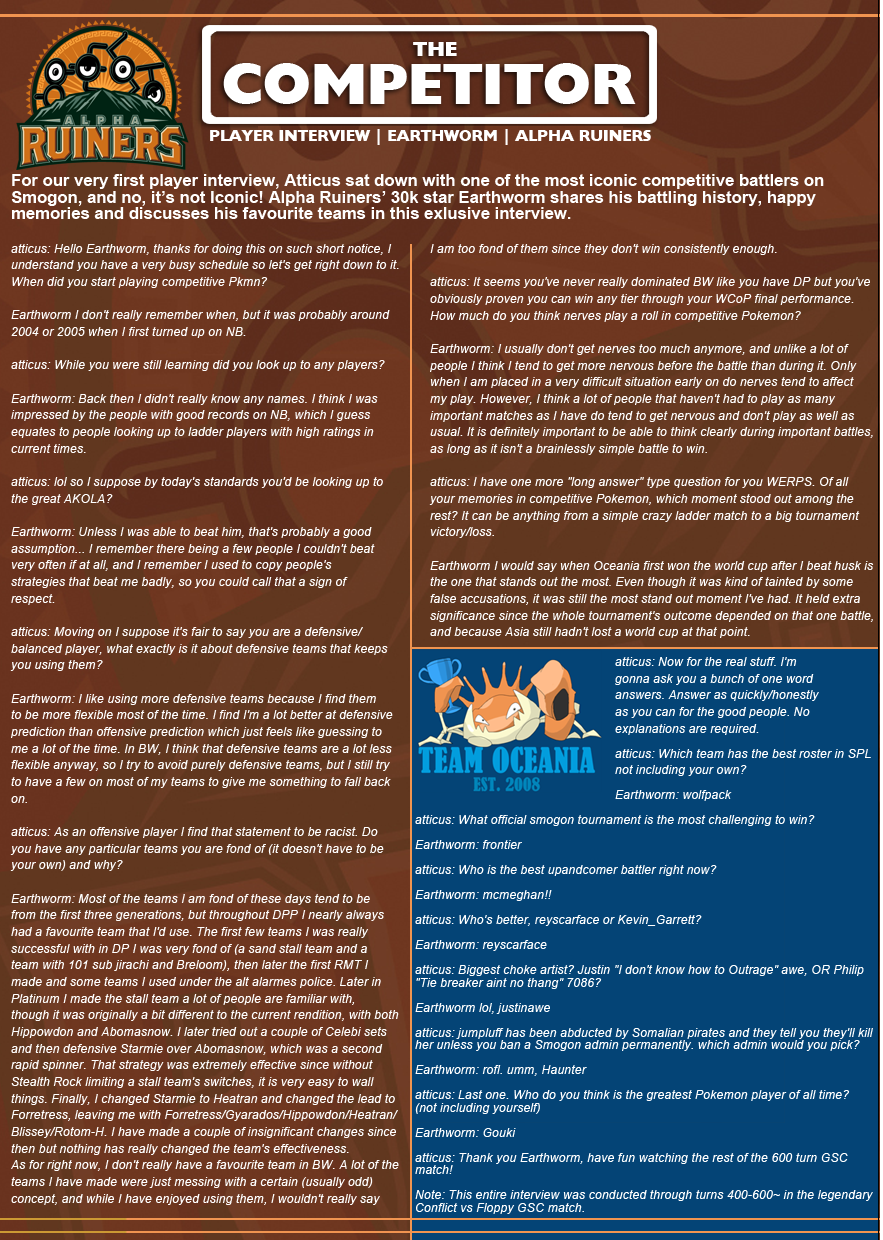 ALPHA
RUINERS
THE
COMPETITOR
PLAYER INTERVIEW | EARTHWORM | ALPHA RUINERS
For our very first player interview, Atticus sat down with one of the most iconic competitive battlers on
Smogon, and no, it's not Iconic! Alpha Ruiners' 30k star Earthworm shares his battling history, happy
memories and discusses his favourite teams in this exlusive interview.
atticus: Hello Earthworm, thanks for doing this on such short notice, I
understand you have a very busy schedule so let's get right down to it.
When did you start playing competitive Pkmn?
Earthworm I don't really remember when, but it was probably around
2004 or 2005 when I first turned up on NB.
atticus: While you were still learning did you look up to any players?
Earthworm: Back then I didn't really know any names. I think I was
impressed by the people with good records on NB, which I guess
equates to people looking up to ladder players with high ratings in
current times.
atticus: lol so I suppose by today's standards you'd be looking up to
the great AKOLA?
Earthworm: Unless I was able to beat him, that's probably a good
assumption... I remember there being a few people I couldn't beat
very often if at all, and I remember I used to copy people's
strategies that beat me badly, so you could call that a sign of
respect.
atticus: Moving on I suppose it's fair to say you are a defensive/
balanced player, what exactly is it about defensive teams that keeps
you using them?
Earthworm: I like using more defensive teams because I find them
to be more flexible most of the time. I find I'm a lot better at defensive
prediction than offensive prediction which just feels like guessing to
me a lot of the time. In BW, I think that defensive teams are a lot less
flexible anyway, so I try to avoid purely defensive teams, but I still try
to have a few on most of my teams to give me something to fall back
on.
atticus: As an offensive player I find that statement to be racist. Do
you have any particular teams you are fond of (it doesn't have to be
your own) and why?
Earthworm: Most of the teams I am fond of these days tend to be
from the first three generations, but throughout DPP I nearly always
had a favourite team that I'd use. The first few teams I was really
successful with in DP I was very fond of (a sand stall team and a
team with 101 sub jirachi and Breloom), then later the first RMT I
made and some teams I used under the alt alarmes police. Later in
Platinum I made the stall team a lot of people are familiar with,
though it was originally a bit different to the current rendition, with both
Hippowdon and Abomasnow. I later tried out a couple of Celebi sets
and then defensive Starmie over Abomasnow, which was a second
rapid spinner. That strategy was extremely effective since without
Stealth Rock limiting a stall team's switches, it is very easy to wall
things. Finally, I changed Starmie to Heatran and changed the lead to
Forretress, leaving me with Forretress/Gyarados/Hippowdon/Heatran/
Blissey/Rotom-H. I have made a couple of insignificant changes since
then but nothing has really changed the team's effectiveness.
As for right now, I don't really have a favourite team in BW. A lot of the
teams I have made were just messing with a certain (usually odd)
concept, and while I have enjoyed using them, I wouldn't really say
I am too fond of them since they don't win consistently enough.
atticus: It seems you've never really dominated BW like you have DP but you've
obviously proven you can win any tier through your WCoP final performance.
How much do you think nerves play a roll in competitive Pokemon?
Earthworm: I usually don't get nerves too much anymore, and unlike a lot of
people I think I tend to get more nervous before the battle than during it. Only
when I am placed in a very difficult situation early on do nerves tend to affect
my play. However, I think a lot of people that haven't had to play as many
important matches as I have do tend to get nervous and don't play as well as
usual. It is definitely important to be able to think clearly during important battles,
as long as it isn't a brainlessly simple battle to win.
atticus: I have one more "long answer" type question for you WERPS. Of all
your memories in competitive Pokemon, which moment stood out among the
rest? It can be anything from a simple crazy ladder match to a big tournament
victory/loss.
Earthworm I would say when Oceania first won the world cup after I beat husk is
the one that stands out the most. Even though it was kind of tainted by some
false accusations, it was still the most stand out moment I've had. It held extra
significance since the whole tournament's outcome depended on that one battle,
and because Asia still hadn't lost a world cup at that point.
TEAM OCEANIA
EST. 2008
atticus: Now for the real stuff. I'm
gonna ask you a bunch of one word
answers. Answer as quickly/honestly
as you can for the good people. No
explanations are required.
atticus: Which team has the best roster in SPL
not including your own?
Earthworm: wolfpack
atticus: What official smogon tournament is the most challenging to win?
Earthworm: frontier
atticus: Who is the best upandcomer battler right now?
Earthworm: mcmeghan!!
atticus: Who's better, reyscarface or Kevin_Garrett?
Earthworm: reyscarface
atticus: Biggest choke artist? Justin "I don't know how to Outrage" awe, OR Philip
"Tie breaker aint no thang" 7086?
Earthworm lol, justinawe
atticus: jumpluff has been abducted by Somalian pirates and they tell you they'll kill
her unless you ban a Smogon admin permanently. which admin would you pick?
Earthworm: rofl. umm, Haunter
atticus: Last one. Who do you think is the greatest Pokemon player of all time?
(not including yourself)
Earthworm: Gouki
atticus: Thank you Earthworm, have fun watching the rest of the 600 turn GSC
match!
Note: This entire interview was conducted through turns 400-600~ in the legendary
Conflict vs Floppy GSC match.